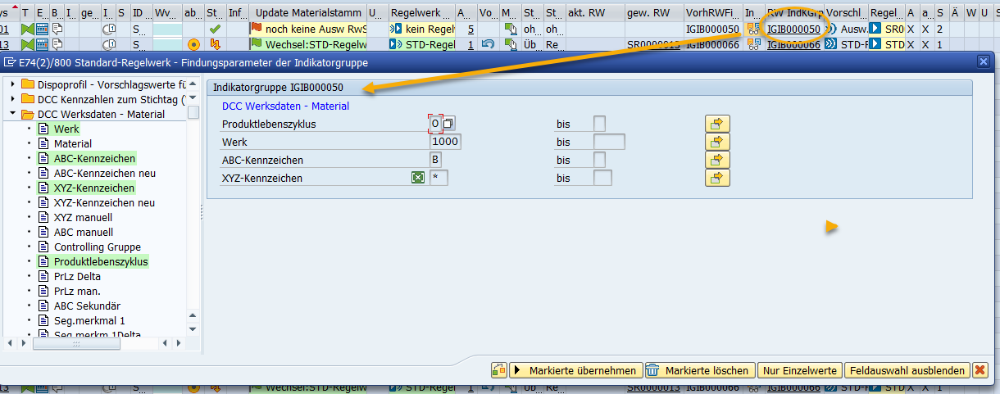 ys T E B.. I ge.. I.. S ID Wv.. ab.. St.. Inf Update Materialstamm U.. Regelwerk A.. Vo.. M.. St.. St.. akt. RW gew. RW VorhRWFi In RW IndKGrp Vorschl.. Regel A a S Ä W U
01 S... noch keine Ausw RwS kein Regel 5 oh.. oh.. IGIB000050 IGIB000050 Ausw. SR0 X X 2
13 S... Wechsel:STD-Regelw STD-Regel 1 Üb.. Re.. SR0000013 IGIB000066 IGIB000066 STD-F STD X X 1
E74(2)/800 Standard-Regelwerk - Findungsparameter der Indikatorgruppe
Dispoprofil - Vorschlagswerte fü
DCC Kennzahlen zum Stichtag (
DCC Werksdaten - Material
Werk
Material
ABC-Kennzeichen
ABC-Kennzeichen neu
XYZ-Kennzeichen
XYZ-Kennzeichen neu
XYZ manuell
ABC manuell
Controlling Gruppe
Produktlebenszyklus
PrLz Delta
PrLz man.
ABC Sekundär
Seg.merkmal 1
Seg.merkm 1Delta
Indikatorgruppe IGIB000050
DCC Werksdaten - Material
Produktlebenszyklus O bis
Werk 1000 bis
ABC-Kennzeichen B bis
XYZ-Kennzeichen * bis
Markierte übernehmen Markierte löschen Nur Einzelwerte Feldauswahl ausblenden
13 S... Wechsel:STD-Regelw STD-Regel 1 Üb.. Re.. SR0000013 IGIB000066 IGIB000066 STD-F STD X X 1